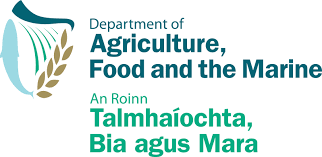 Department of
Agriculture,
Food and the Marine
An Roinn
Talmhaíochta,
Bia agus Mara